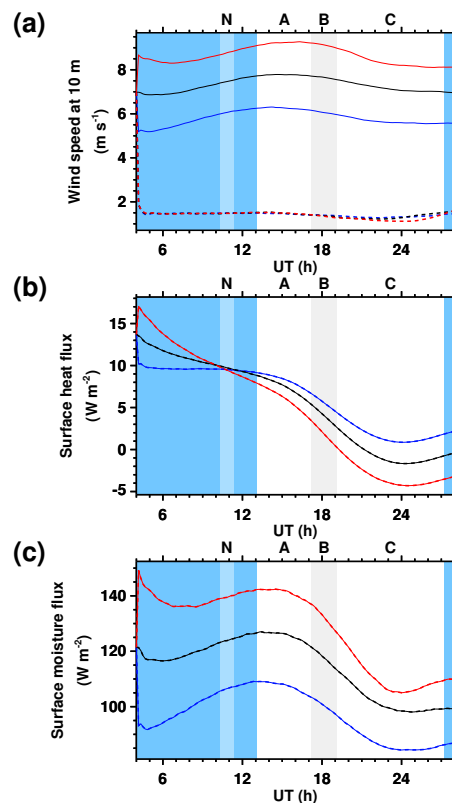 (a)
N A B C
Wind speed at 10 m
(m s⁻¹)
8
6
4
2
6 12 18 24
UT (h)
(b)
N A B C
Surface heat flux
(W m⁻²)
15
10
5
0
-5
6 12 18 24
UT (h)
(c)
N A B C
Surface moisture flux
(W m⁻²)
140
120
100
6 12 18 24
UT (h)